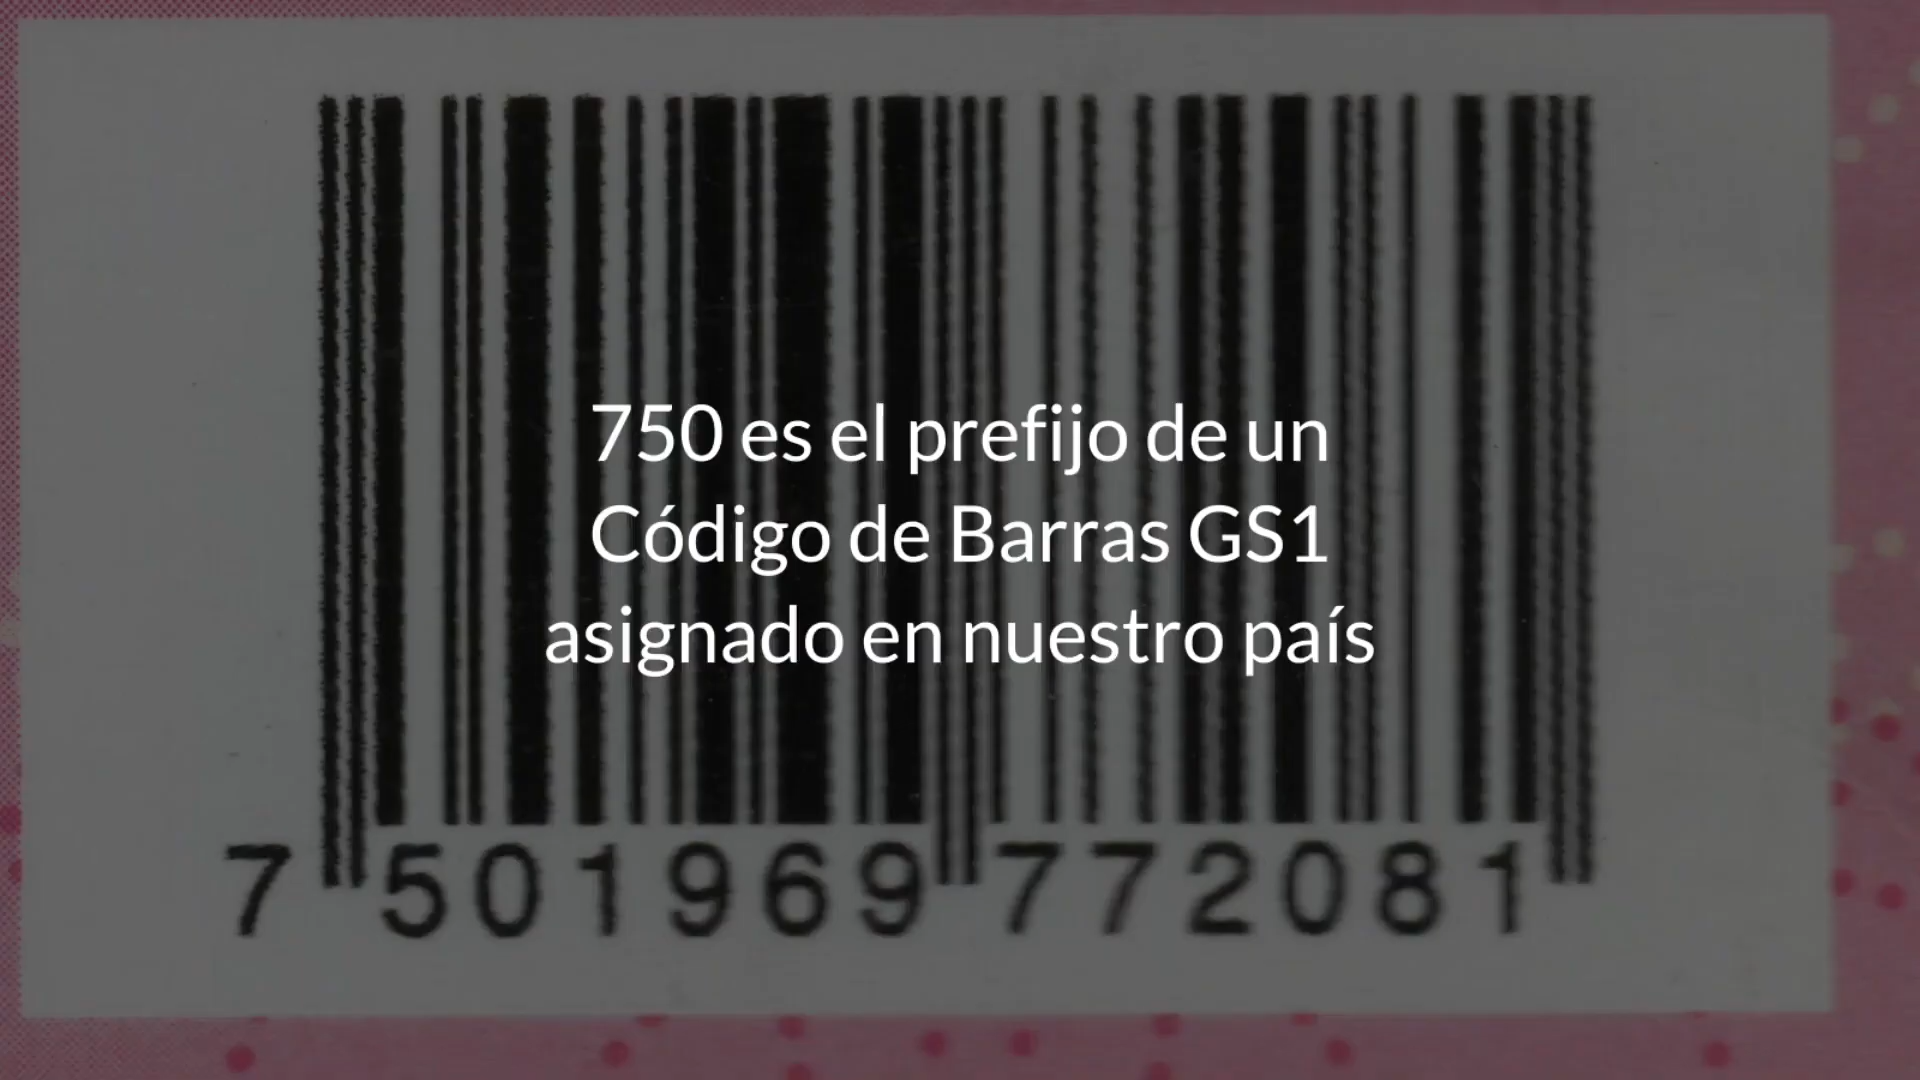 750 es el prefijo de un
Código de Barras GS1
asignado en nuestro país
7 501969 772081